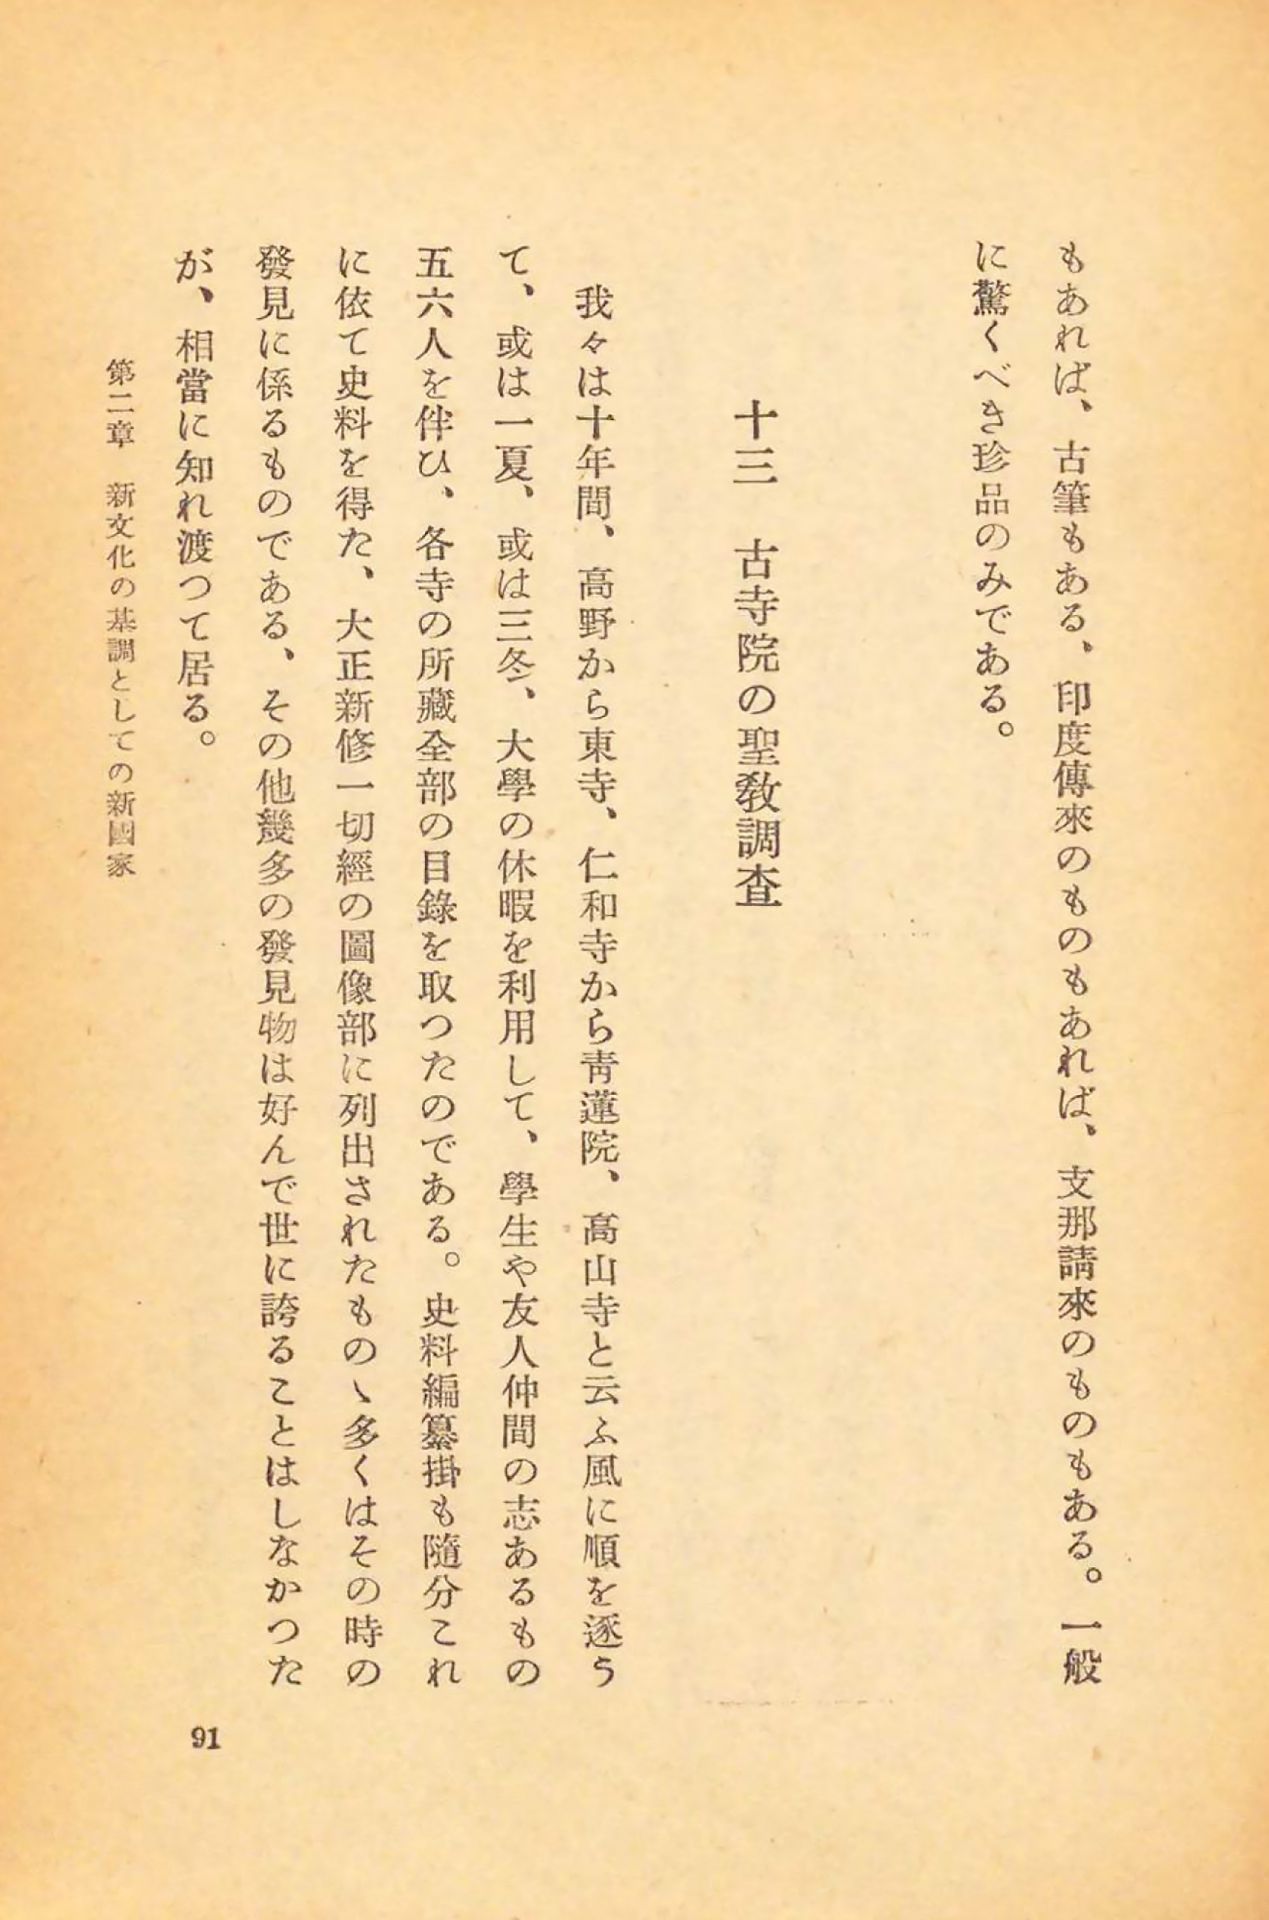 もあれば、古筆もある、印度傳來のものもあれば、支那請來のものもある。一般
に驚くべき珍品のみである。
十三　古寺院の聖敎調査
我々は十年間、高野から東寺、仁和寺から靑蓮院、高山寺と云ふ風に順を逐う
て、或は一夏、或は三冬、大學の休暇を利用して、學生や友人仲間の志あるもの
五六人を伴ひ、各寺の所藏全部の目錄を取つたのである。史料編纂掛も隨分これ
に依て史料を得た、大正新修一切經の圖像部に列出されたものゝ多くはその時の
發見に係るものである、その他幾多の發見物は好んで世に誇ることはしなかつた
が、相當に知れ渡つて居る。
第二章　新文化の基調としての新國家
91